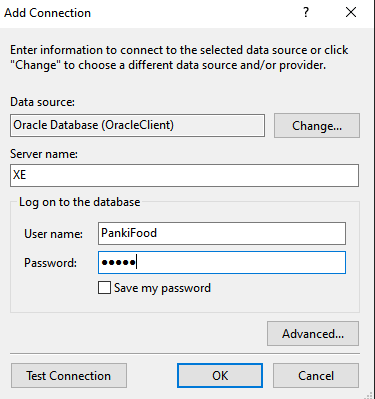 Add Connection
Enter information to connect to the selected data source or click
"Change" to choose a different data source and/or provider.
Data source:
Oracle Database (OracleClient)
Change...
Server name:
XE
Log on to the database
User name:
PankiFood
Password:
●●●●●
Save my password
Advanced...
Test Connection
OK
Cancel